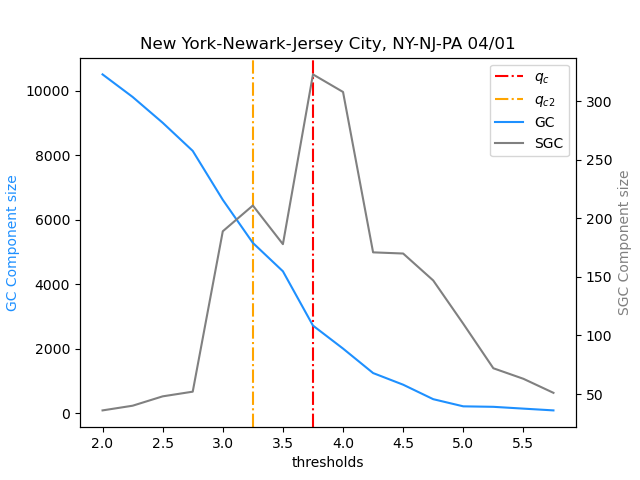 New York-Newark-Jersey City, NY-NJ-PA 04/01
GC Component size
10000
8000
6000
4000
2000
0
q_c
q_{c2}
GC
SGC
300
250
200
150
100
50
SGC Component size
2.0 2.5 3.0 3.5 4.0 4.5 5.0 5.5
thresholds